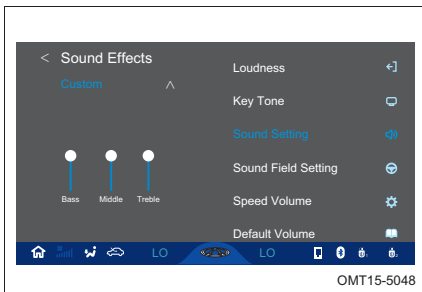 < Sound Effects
Custom
Bass Middle Treble
Loudness
Key Tone
Sound Setting
Sound Field Setting
Speed Volume
Default Volume
LO LO
OMT15-5048